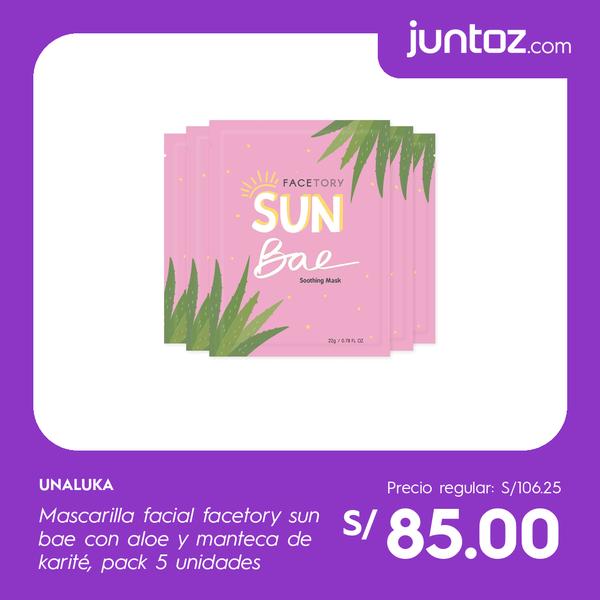 juntoz.com
FACETORY
SUN
Bae
Soothing Mask
22g / 0.78 FL OZ
UNALUKA
Mascarilla facial facetory sun
bae con aloe y manteca de
karité, pack 5 unidades
Precio regular: S/106.25
S/ 85.00